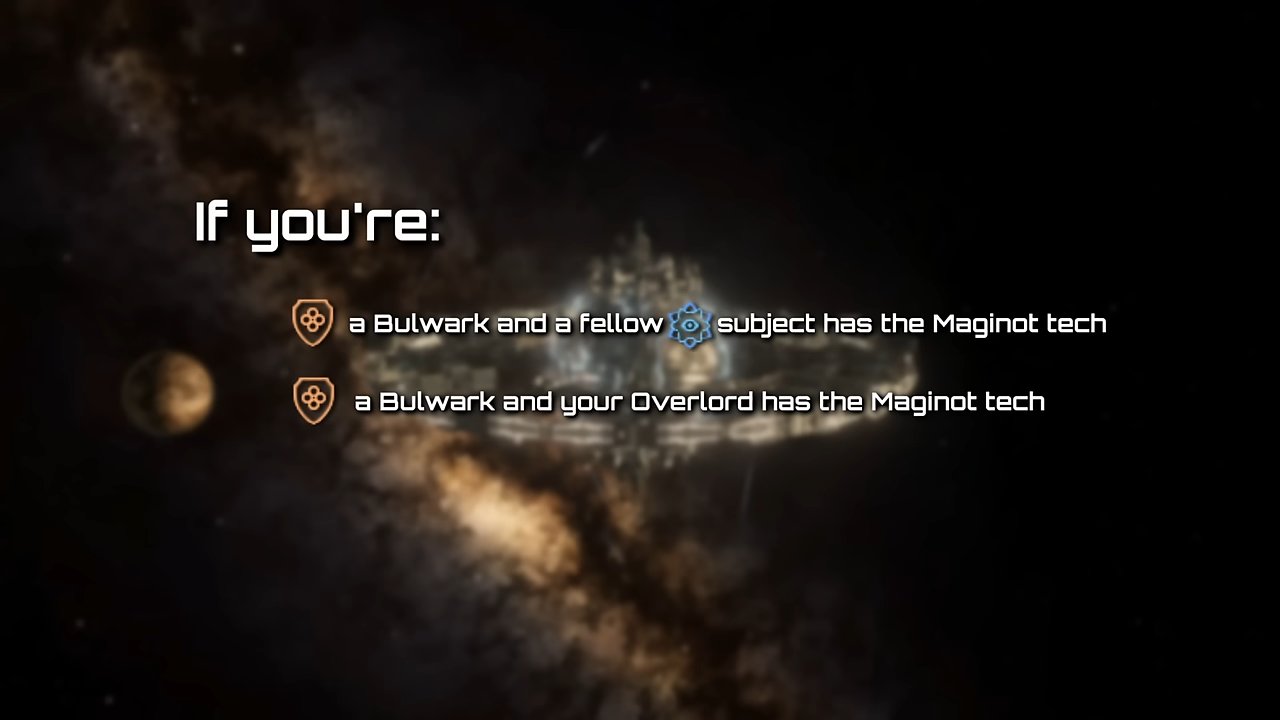 If you're:
a Bulwark and a fellow subject has the Maginot tech
a Bulwark and your Overlord has the Maginot tech